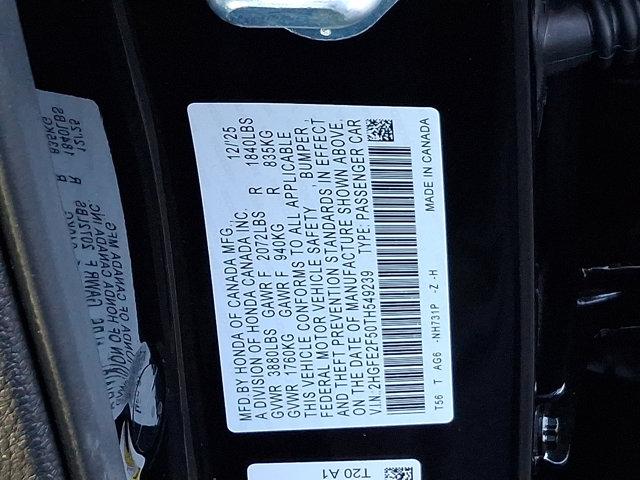 MFD.BY HONDA OF CANADA MFG., 12/'25
A DIVISION OF HONDA CANADA INC.
GVWR 3880LBS GAWR F 2072LBS R 1840LBS
GVWR 1760KG GAWR F 940KG R 835KG
THIS VEHICLE CONFORMS TO ALL APPLICABLE
FEDERAL MOTOR VEHICLE SAFETY, BUMPER,
AND THEFT PREVENTION STANDARDS IN EFFECT
ON THE DATE OF MANUFACTURE SHOWN ABOVE.
V.I.N. 2HGFE2F50TH549239 TYPE: PASSENGER CAR
T56 T AG6 -NH731P -Z -H
MADE IN CANADA
T20 A1